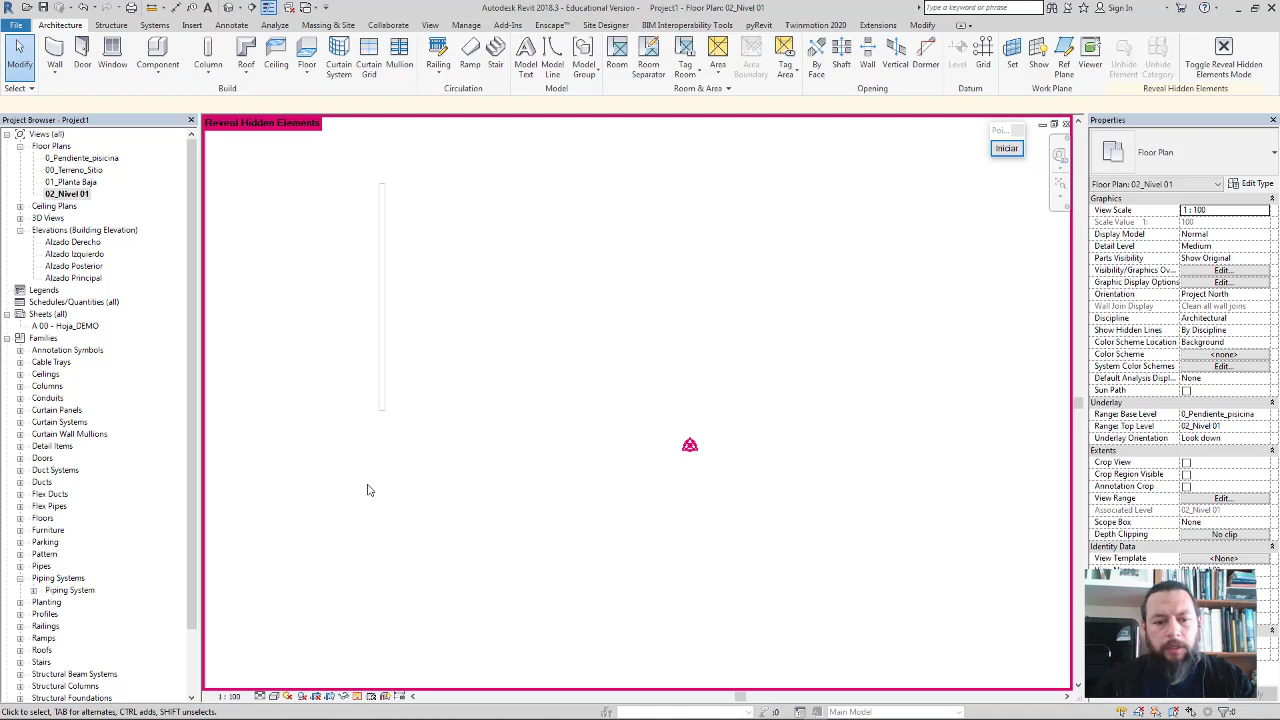 Autodesk Revit 2018.3 - Educational Version - Project1 - Floor Plan: 02_Nivel 01
Type a keyword or phrase
Sign In
File Architecture Structure Systems Insert Annotate Analyze Massing & Site Collaborate View Manage Add-Ins Enscape™ Site Designer BIM Interoperability Tool pyRevit Twinmotion 2020 Extensions Modify
Modify Wall Door Window Component Column Roof Ceiling Floor Curtain System Curtain Grid Mullion Railing Ramp Stair Model Text Model Line Model Group Room Room Separator Tag Room Area Area Boundary Tag Area By Face Shaft Wall Vertical Dormer Level Grid Set Show Ref Plane Viewer Unhide Element Unhide Category Toggle Reveal Hidden Elements Mode
Select Build Circulation Model Room & Area Opening Datum Work Plane Reveal Hidden Elements
Project Browser - Project1
Views (all)
Floor Plans
0_Pendiente_pisicina
00_Terreno_Sitio
01_Planta Baja
02_Nivel 01
Ceiling Plans
3D Views
Elevations (Building Elevation)
Alzado Derecho
Alzado Izquierdo
Alzado Posterior
Alzado Principal
Legends
Schedules/Quantities (all)
Sheets (all)
A 00 - Hoja_DEMO
Families
Annotation Symbols
Cable Trays
Ceilings
Columns
Conduits
Curtain Panels
Curtain Systems
Curtain Wall Mullions
Detail Items
Doors
Duct Systems
Ducts
Flex Ducts
Flex Pipes
Floors
Furniture
Parking
Pattern
Pipes
Piping Systems
Piping System
Planting
Profiles
Railings
Ramps
Roofs
Stairs
Structural Beam Systems
Structural Columns
Structural Foundations
Reveal Hidden Elements
Poi...
Iniciar
Properties
Floor Plan
Floor Plan: 02_Nivel 01 Edit Type
Graphics
View Scale 1 : 100
Scale Value 1: 100
Display Model Normal
Detail Level Medium
Parts Visibility Show Original
Visibility/Graphics Ov... Edit...
Graphic Display Options Edit...
Orientation Project North
Wall Join Display Clean all wall joins
Discipline Architectural
Show Hidden Lines By Discipline
Color Scheme Location Background
Color Scheme <none>
System Color Schemes Edit...
Default Analysis Displ... None
Sun Path
Underlay
Range: Base Level 0_Pendiente_pisicina
Range: Top Level 02_Nivel 01
Underlay Orientation Look down
Extents
Crop View
Crop Region Visible
Annotation Crop
View Range Edit...
Associated Level 02_Nivel 01
Scope Box None
Depth Clipping No clip
Identity Data
View Template <None>
1 : 100
Click to select, TAB for alternates, CTRL adds, SHIFT unselects.
:0
Main Model
:0